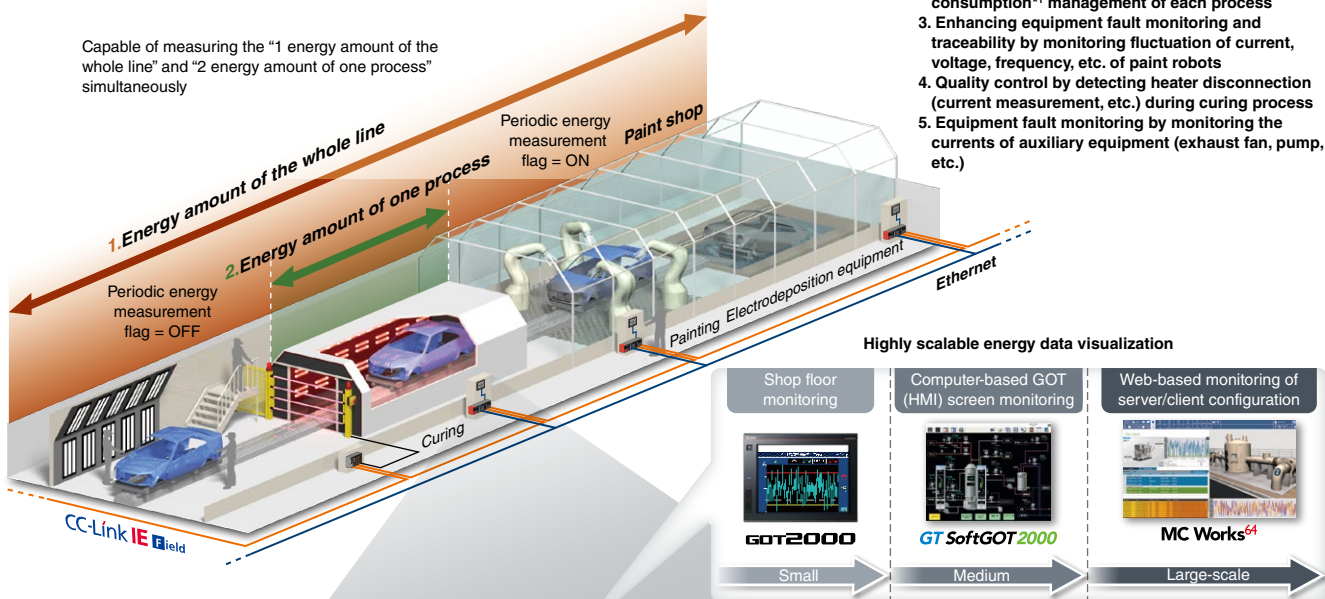 Capable of measuring the “1 energy amount of the
whole line” and “2 energy amount of one process”
simultaneously
consumption*1 management of each process
3. Enhancing equipment fault monitoring and
traceability by monitoring fluctuation of current,
voltage, frequency, etc. of paint robots
4. Quality control by detecting heater disconnection
(current measurement, etc.) during curing process
5. Equipment fault monitoring by monitoring the
currents of auxiliary equipment (exhaust fan, pump,
etc.)
1.Energy amount of the whole line
2.Energy amount of one process
Periodic energy
measurement
flag = ON
Paint shop
Periodic energy
measurement
flag = OFF
Curing
Painting
Electrodeposition equipment
Ethernet
CC-Link IE Field
Highly scalable energy data visualization
Shop floor
monitoring
Computer-based GOT
(HMI) screen monitoring
Web-based monitoring of
server/client configuration
GOT2000
GT SoftGOT2000
MC Works64
Small
Medium
Large-scale